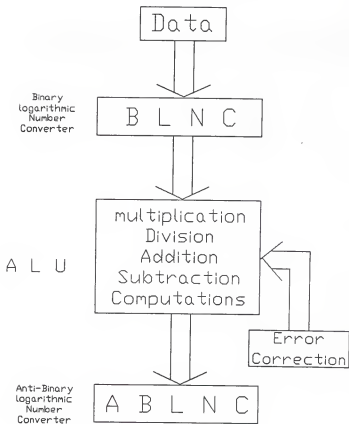 Data
Binary
logarithmic
Number
Converter
B L N C
multiplication
Division
Addition
Subtraction
Computations
A L U
Error
Correction
Anti-Binary
logarithmic
Number
Converter
A B L N C